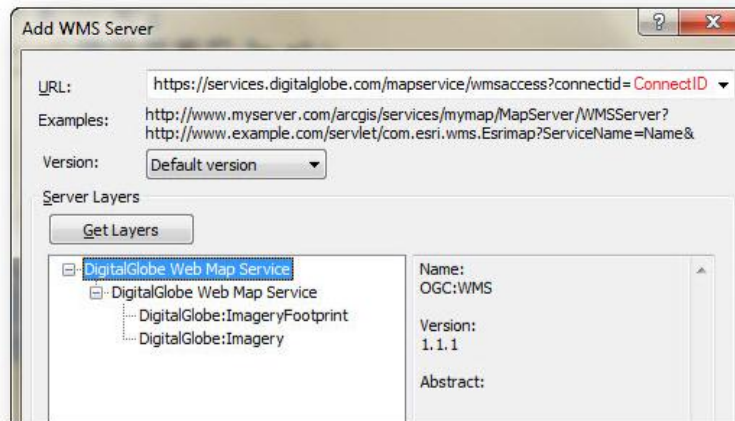 Add WMS Server
URL: https://services.digitalglobe.com/mapservice/wmsaccess?connectid=ConnectID
Examples: http://www.myserver.com/arcgis/services/mymap/MapServer/WMSServer?
http://www.example.com/servlet/com.esri.wms.Esrimap?ServiceName=Name&
Version: Default version
Server Layers
Get Layers
DigitalGlobe Web Map Service
DigitalGlobe Web Map Service
DigitalGlobe:ImageryFootprint
DigitalGlobe:Imagery
Name:
OGC:WMS
Version:
1.1.1
Abstract: